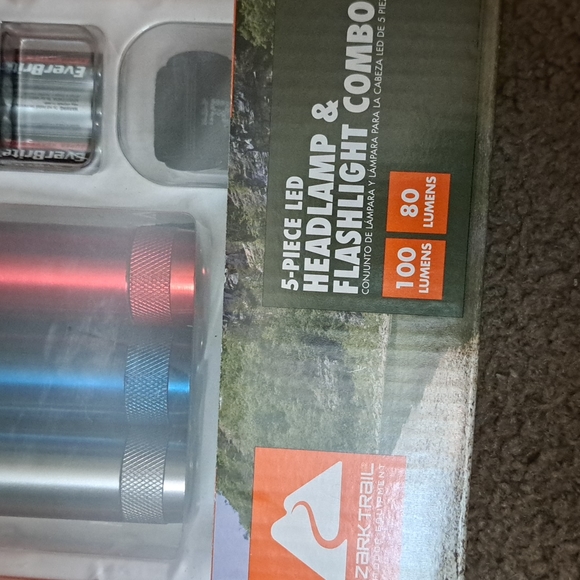 5-PIECE LED
HEADLAMP &
FLASHLIGHT COMBO
CONJUNTO DE LÁMPARA Y LÁMPARA PARA LA CABEZA LED DE 5
100
LUMENS
80
LUMENS
ZARK TRAIL
EverBrite
EverBrite